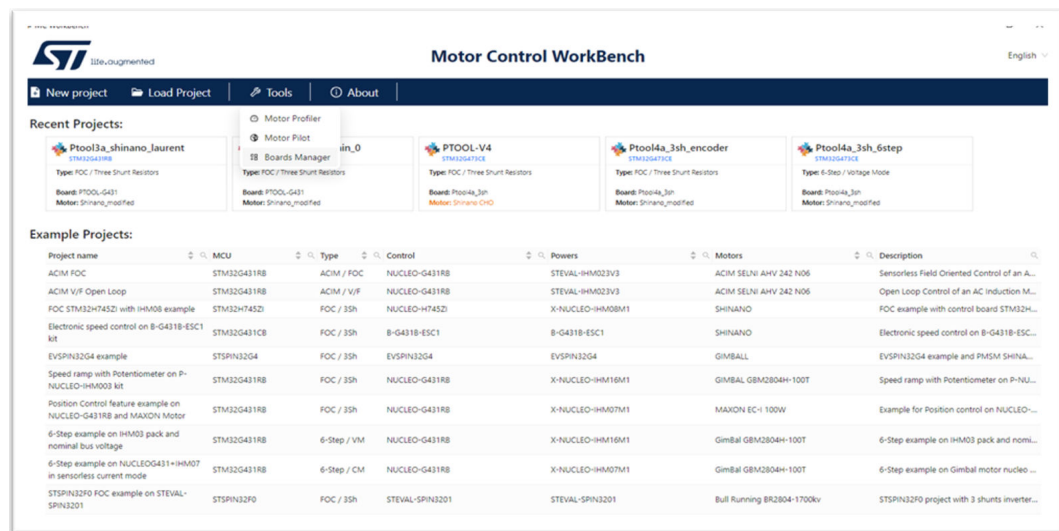 life.augmented
Motor Control WorkBench
English
New project
Load Project
Tools
About
Motor Profiler
Motor Pilot
Boards Manager
Recent Projects:
Ptool3a_shinano_laurent
STM32G431RB
Type: FOC / Three Shunt Resistors
Board: PTOOL-G431
Motor: Shinano_modified
in_0
Type: FOC / Three Shunt Resistors
Board: PTOOL-G431
Motor: Shinano_modified
PTOOL-V4
STM32G473CE
Type: FOC / Three Shunt Resistors
Board: Ptool4a_3sh
Motor: Shinano CHO
Ptool4a_3sh_encoder
STM32G473CE
Type: FOC / Three Shunt Resistors
Board: Ptool4a_3sh
Motor: Shinano_modified
Ptool4a_3sh_6step
STM32G473CE
Type: 6-Step / Voltage Mode
Board: Ptool4a_3sh
Motor: Shinano_modified
Example Projects:
Project name MCU Type Control Powers Motors Description
ACIM FOC STM32G431RB ACIM / FOC NUCLEO-G431RB STEVAL-IHM023V3 ACIM SELNI AHV 242 N06 Sensorless Field Oriented Control of an A...
ACIM V/F Open Loop STM32G431RB ACIM / V/F NUCLEO-G431RB STEVAL-IHM023V3 ACIM SELNI AHV 242 N06 Open Loop Control of an AC Induction M...
FOC STM32H745ZI with IHM08 example STM32H745ZI FOC / 3Sh NUCLEO-H745ZI X-NUCLEO-IHM08M1 SHINANO FOC example with control board STM32H...
Electronic speed control on B-G431B-ESC1
kit STM32G431CB FOC / 3Sh B-G431B-ESC1 B-G431B-ESC1 SHINANO Electronic speed control on B-G431B-ESC...
EVSPIN32G4 example STSPIN32G4 FOC / 3Sh EVSPIN32G4 EVSPIN32G4 GIMBALL EVSPIN32G4 example and PMSM SHINA...
Speed ramp with Potentiometer on P-
NUCLEO-IHM003 kit STM32G431RB FOC / 3Sh NUCLEO-G431RB X-NUCLEO-IHM16M1 GIMBAL GBM2804H-100T Speed ramp with Potentiometer on P-NU...
Position Control feature example on
NUCLEO-G431RB and MAXON Motor STM32G431RB FOC / 3Sh NUCLEO-G431RB X-NUCLEO-IHM07M1 MAXON EC-i 100W Example for Position control on NUCLEO-...
6-Step example on IHM03 pack and
nominal bus voltage STM32G431RB 6-Step / VM NUCLEO-G431RB X-NUCLEO-IHM16M1 GimBal GBM2804H-100T 6-Step example on IHM03 pack and nomi...
6-Step example on NUCLEOG431+IHM07
in sensorless current mode STM32G431RB 6-Step / CM NUCLEO-G431RB X-NUCLEO-IHM07M1 GimBal GBM2804H-100T 6-Step example on Gimbal motor nucleo ...
STSPIN32F0 FOC example on STEVAL-
SPIN3201 STSPIN32F0 FOC / 3Sh STEVAL-SPIN3201 STEVAL-SPIN3201 Bull Running BR2804-1700kv STSPIN32F0 project with 3 shunts inverter...